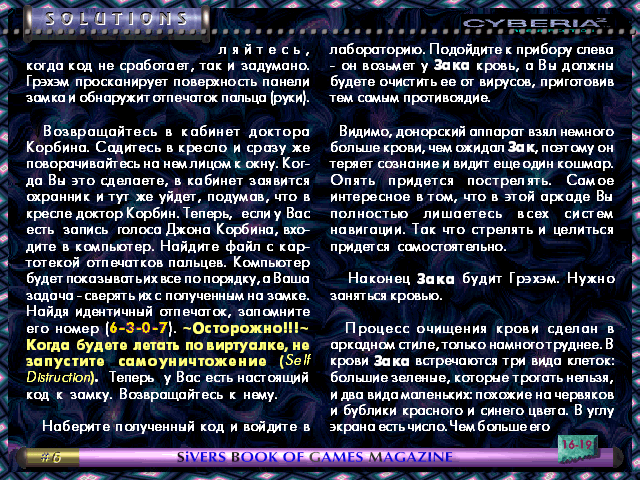 SOLUTIONS
CYBERIA 2
ляйтесь,
когда код не сработает, так и задумано.
Грэхэм просканирует поверхность панели
замка и обнаружит отпечаток пальца (руки).
Возвращайтесь в кабинет доктора
Корбина. Садитесь в кресло и сразу же
поворачивайтесь на нем лицом к окну. Ког-
да Вы это сделаете, в кабинет заявится
охранник и тут же уйдет, подумав, что в
кресле доктор Корбин. Теперь, если у Вас
есть запись голоса Джона Корбина, вхо-
дите в компьютер. Найдите файл с кар-
тотекой отпечатков пальцев. Компьютер
будет показывать их все по порядку, а Ваша
задача - сверять их с полученным на замке.
Найдя идентичный отпечаток, запомните
его номер (6-3-0-7). ~Осторожно!!!~
Когда будете летать по виртуалке, не
запустите самоуничтожение (Self
Distruction). Теперь у Вас есть настоящий
код к замку. Возвращайтесь к нему.
Наберите полученный код и войдите в
лабораторию. Подойдите к прибору слева
- он возьмет у Зака кровь, а Вы должны
будете очистить ее от вирусов, приготовив
тем самым противоядие.
Видимо, донорский аппарат взял немного
больше крови, чем ожидал Зак, поэтому он
теряет сознание и видит еще один кошмар.
Опять придется пострелять. Самое
интересное в том, что в этой аркаде Вы
полностью лишаетесь всех систем
навигации. Так что стрелять и целиться
придется самостоятельно.
Наконец Зака будит Грэхэм. Нужно
заняться кровью.
Процесс очищения крови сделан в
аркадном стиле, только намного труднее. В
крови Зака встречаются три вида клеток:
большие зеленые, которые трогать нельзя,
и два вида маленьких: похожие на червяков
и бублики красного и синего цвета. В углу
экрана есть число. Чем больше его
16-19
#6
SiVERS BOOK OF GAMES MAGAZINE